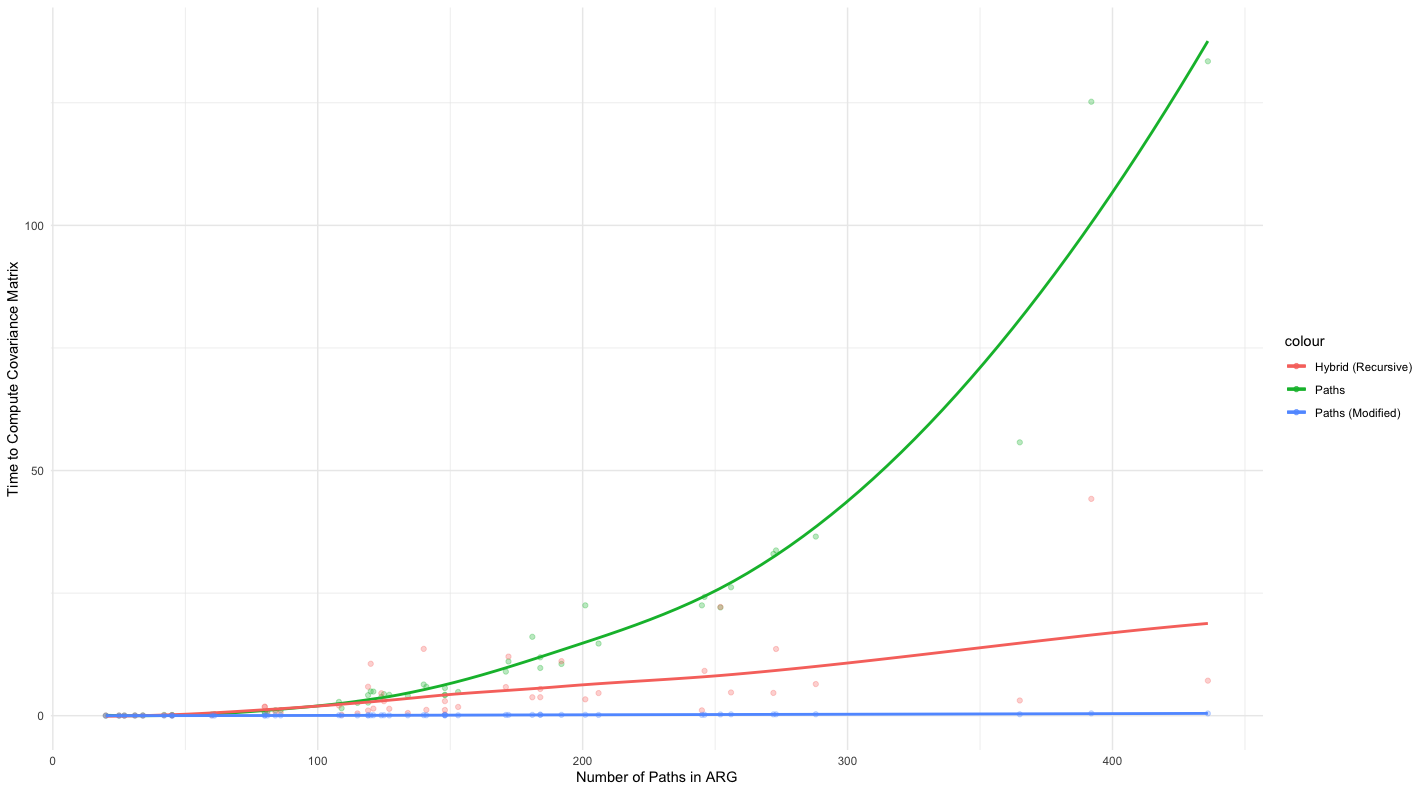 Time to Compute Covariance Matrix
100
50
0
0
100
200
300
400
Number of Paths in ARG
colour
Hybrid (Recursive)
Paths
Paths (Modified)